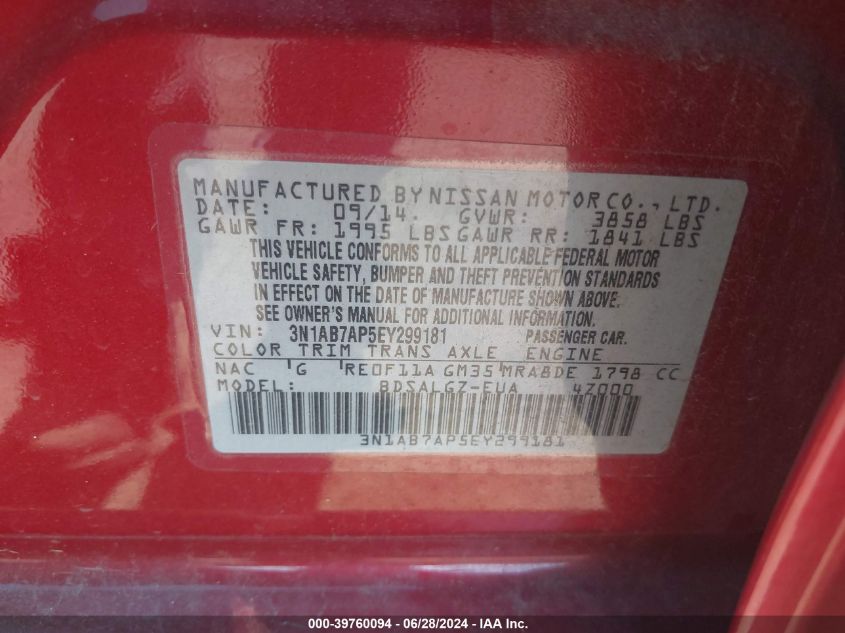 MANUFACTURED BY NISSAN MOTOR CO., LTD.
DATE: 09/14. GVWR: 3858 LBS
GAWR FR: 1995 LBS GAWR RR: 1841 LBS
THIS VEHICLE CONFORMS TO ALL APPLICABLE FEDERAL MOTOR
VEHICLE SAFETY, BUMPER AND THEFT PREVENTION STANDARDS
IN EFFECT ON THE DATE OF MANUFACTURE SHOWN ABOVE.
SEE OWNER'S MANUAL FOR ADDITIONAL INFORMATION.
VIN: 3N1AB7AP5EY299181 PASSENGER CAR.
COLOR TRIM TRANS AXLE ENGINE
NAC G RE0F11A GM35 MRA8DE 1798 CC
MODEL: BDSALGZ-EUA 4Z000
3N1AB7AP5EY299181
000-39760094 - 06/28/2024 - IAA Inc.